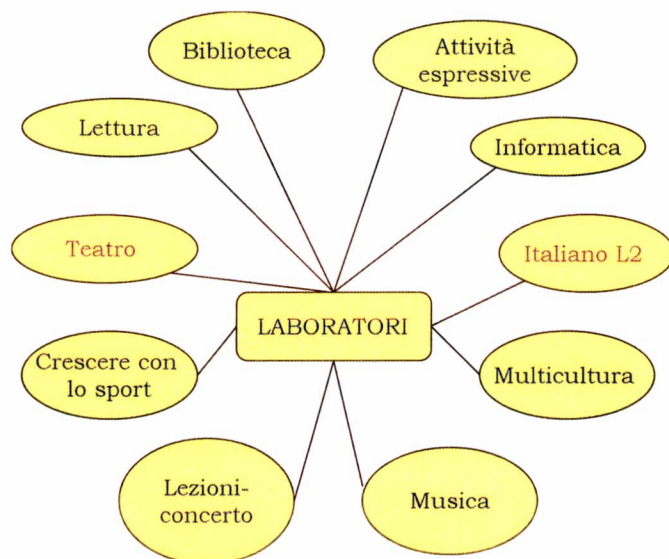 Biblioteca
Attività
espressive
Lettura
Informatica
Teatro
Italiano L2
LABORATORI
Crescere con
lo sport
Multicultura
Lezioni-
concerto
Musica